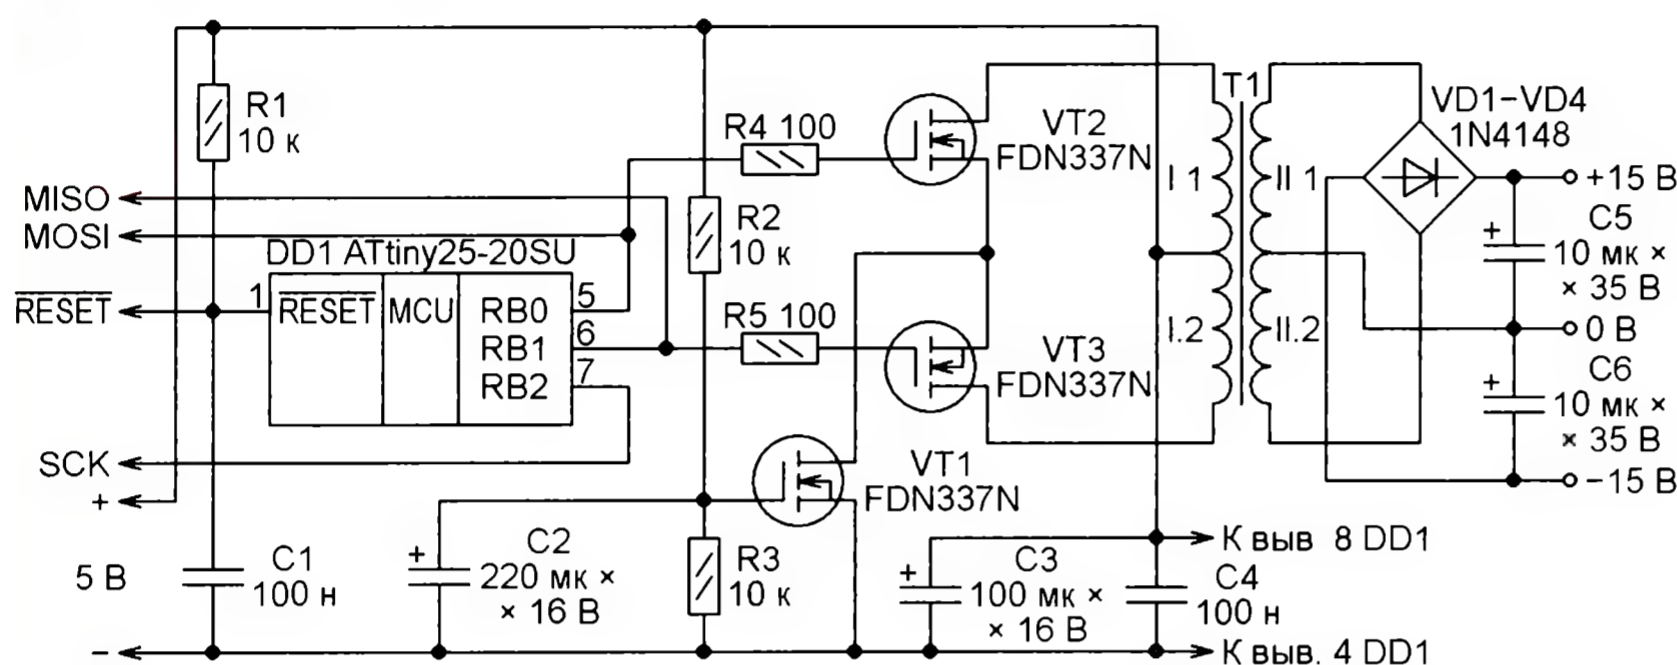 R1
10 к
MISO
MOSI
DD1 ATtiny25-20SU
RESET
1
RESET
MCU
RB0
RB1
RB2
5
6
7
SCK
+
5 В
−
C1
100 н
+
C2
220 мк ×
× 16 В
R2
10 к
R3
10 к
R4 100
R5 100
VT2
FDN337N
VT3
FDN337N
VT1
FDN337N
+
C3
100 мк ×
× 16 В
C4
100 н
К выв 8 DD1
К выв. 4 DD1
T1
I 1
I.2
II 1
II.2
VD1−VD4
1N4148
+15 В
+
C5
10 мк ×
× 35 В
0 В
+
C6
10 мк ×
× 35 В
−15 В